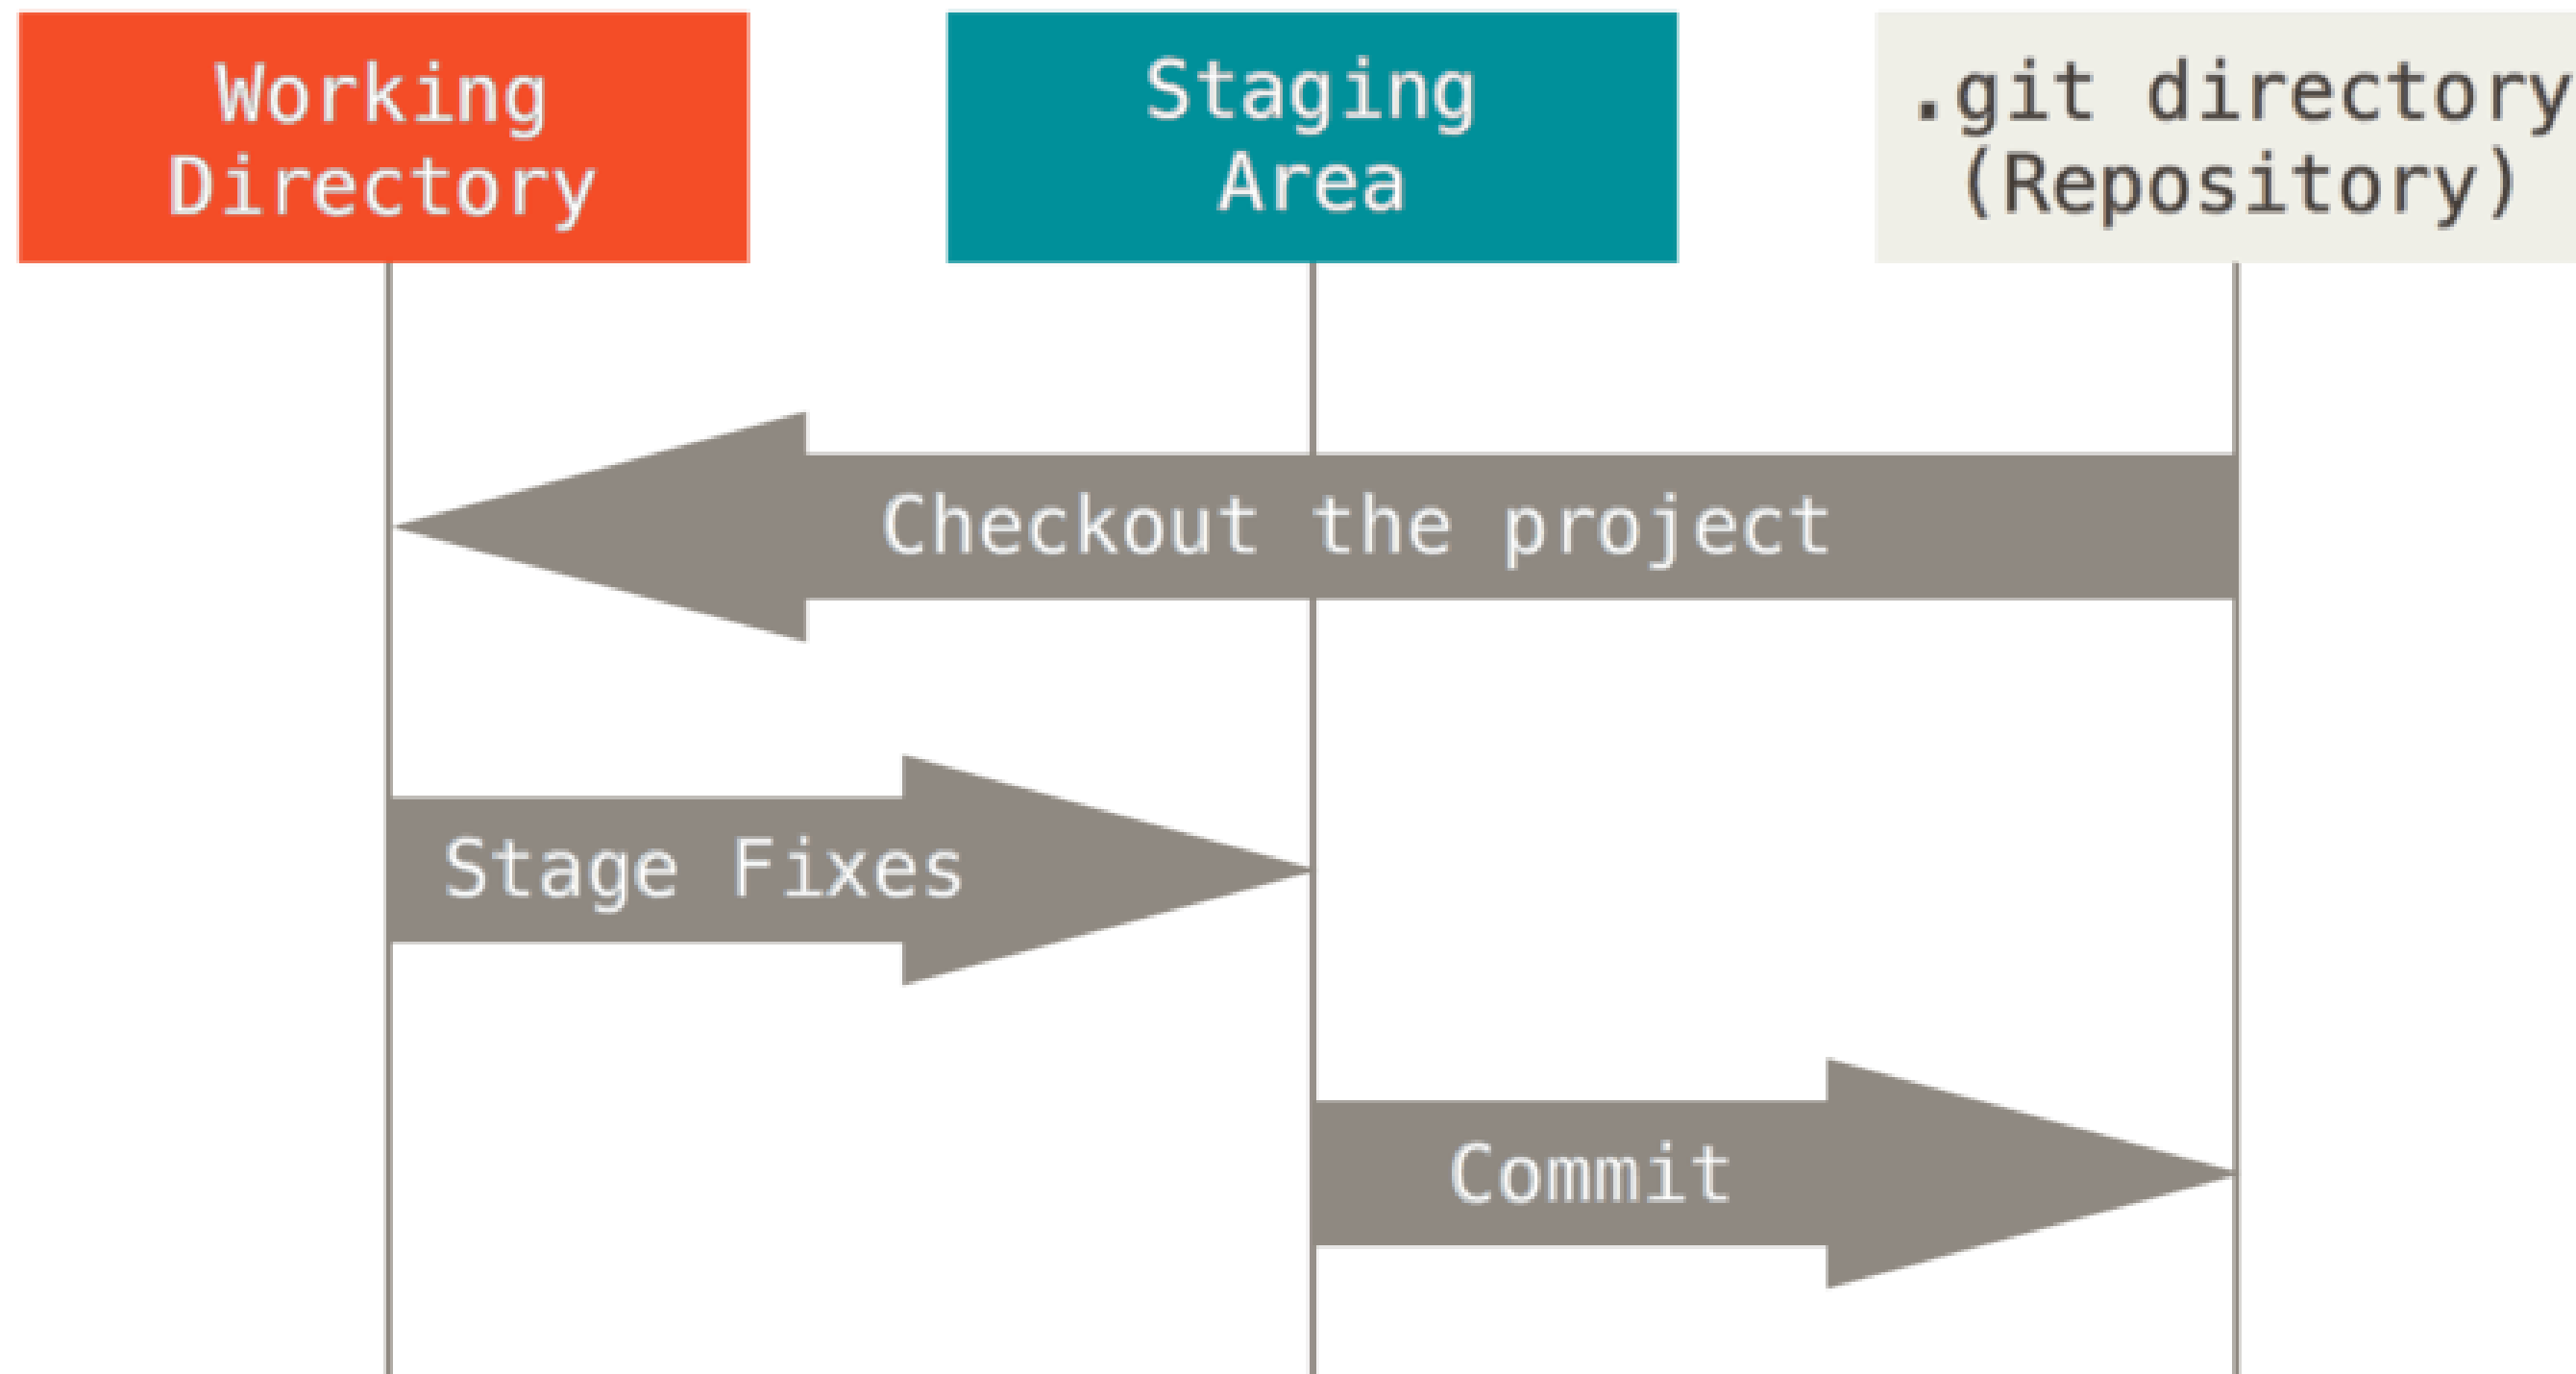 Working
Directory
Staging
Area
.git directory
(Repository)
Checkout the project
Stage Fixes
Commit